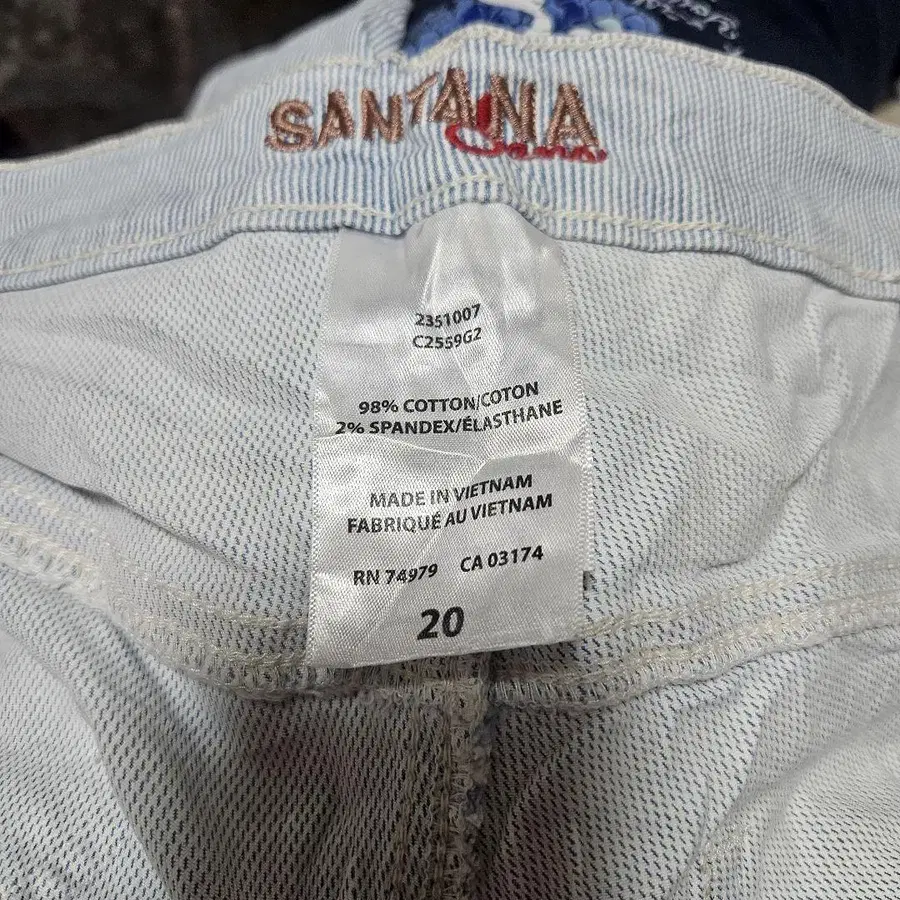 SANTANA
Jeans
2351007
C2559G2
98% COTTON/COTON
2% SPANDEX/ÉLASTHANE
MADE IN VIETNAM
FABRIQUÉ AU VIETNAM
RN 74979 CA 03174
20